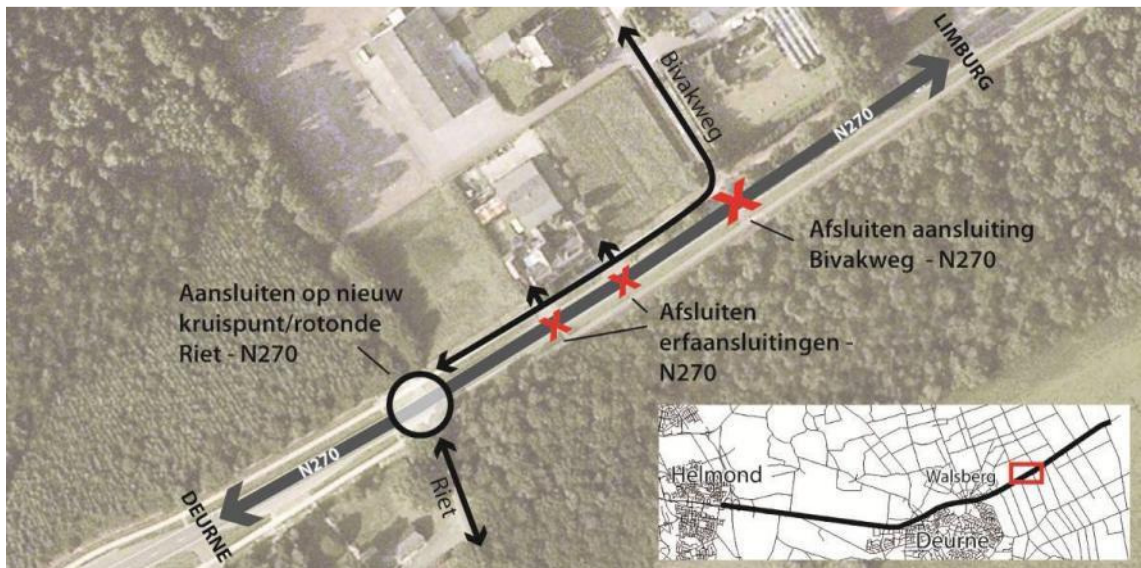 LIMBURG
N270
Bivakweg
Afsluiten aansluiting
Bivakweg - N270
Aansluiten op nieuw
kruispunt/rotonde
Riet - N270
Afsluiten
erfaansluitingen -
N270
N270
DEURNE
Riet
Helmond
Walsberg
Deurne